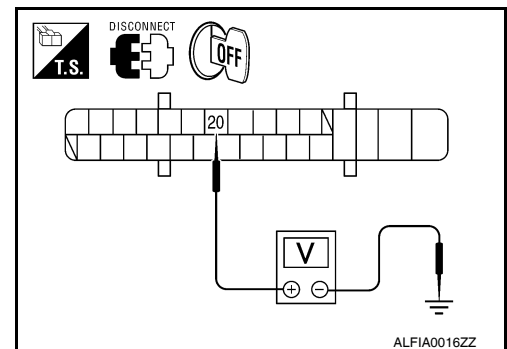 DISCONNECT
T.S.
OFF
20
V
+ −
ALFIA0016ZZ